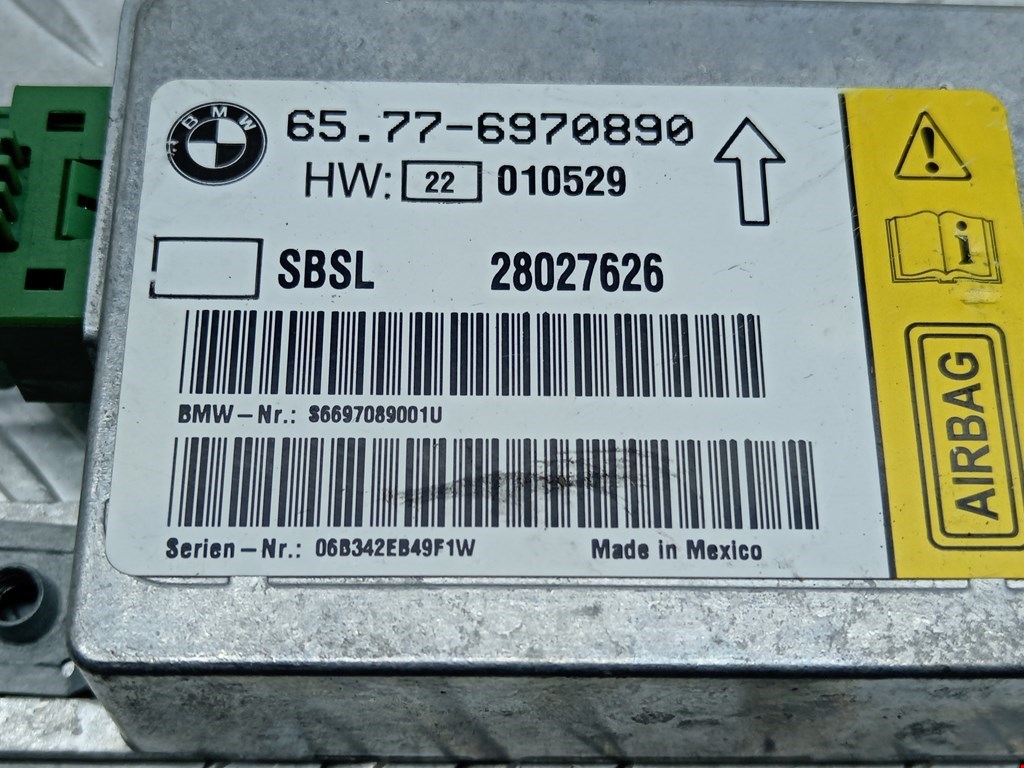 BMW
65.77-6970890
HW: 22 010529
SBSL 28027626
BMW-Nr.: S6697089001U
Serien-Nr.: 06B342EB49F1W Made in Mexico
i
AIRBAG